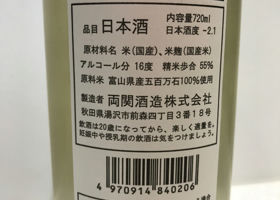 品目 日本酒
内容量720ml
日本酒度 -2.1
原材料名 米(国産)、米麹(国産米)
アルコール分 16度 精米歩合 55%
原料米 富山県産五百万石100%使用
製造者 両関酒造株式会社
秋田県湯沢市前森四丁目3番18号
飲酒は20歳になってから。楽しく適量を。
妊娠中や授乳期の飲酒は気をつけましょう。
4970914840206